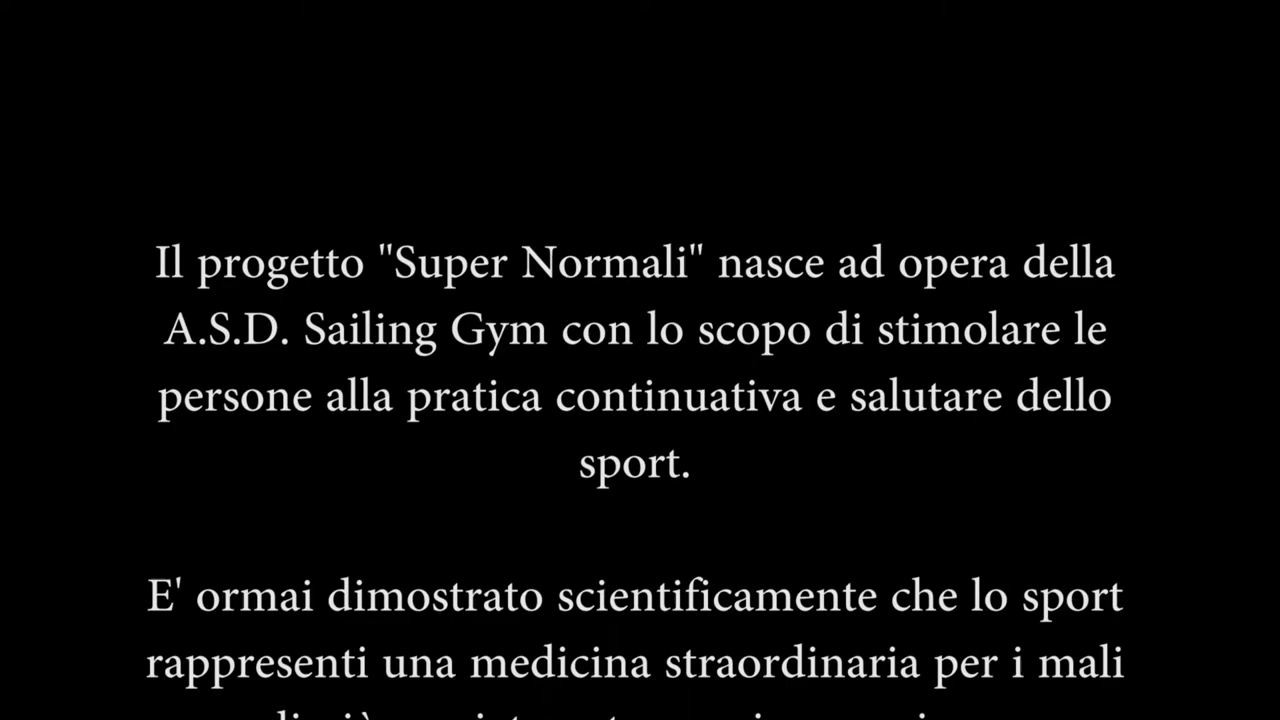 Il progetto "Super Normali" nasce ad opera della
A.S.D. Sailing Gym con lo scopo di stimolare le
persone alla pratica continuativa e salutare dello
sport.
E' ormai dimostrato scientificamente che lo sport
rappresenti una medicina straordinaria per i mali